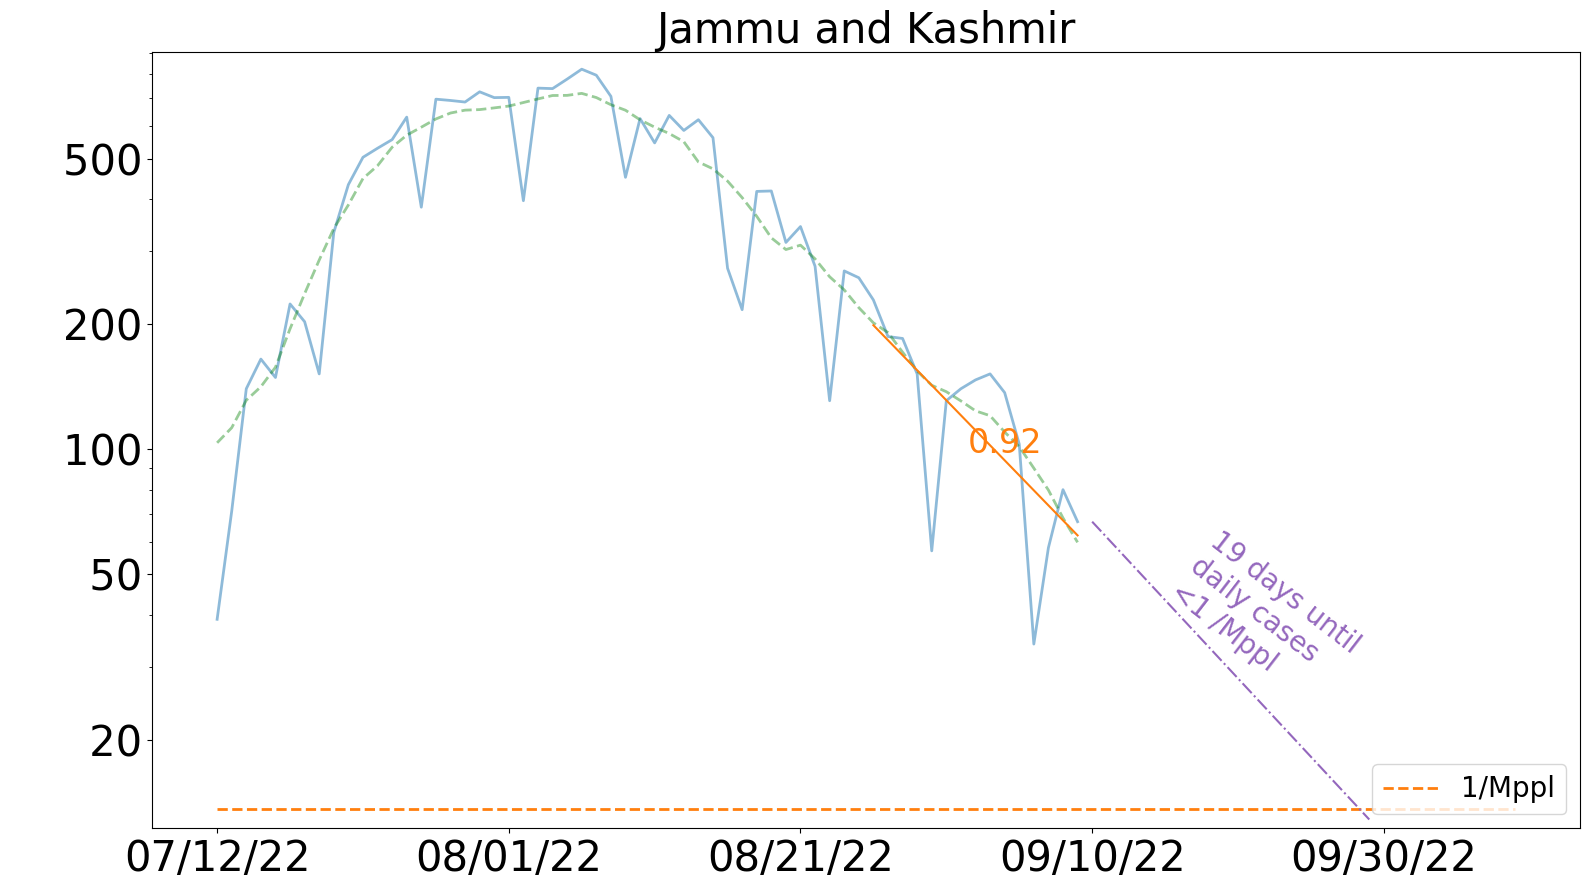 Jammu and Kashmir
500
200
100
50
20
0.92
19 days until
daily cases
<1 /Mppl
1/Mppl
07/12/22
08/01/22
08/21/22
09/10/22
09/30/22